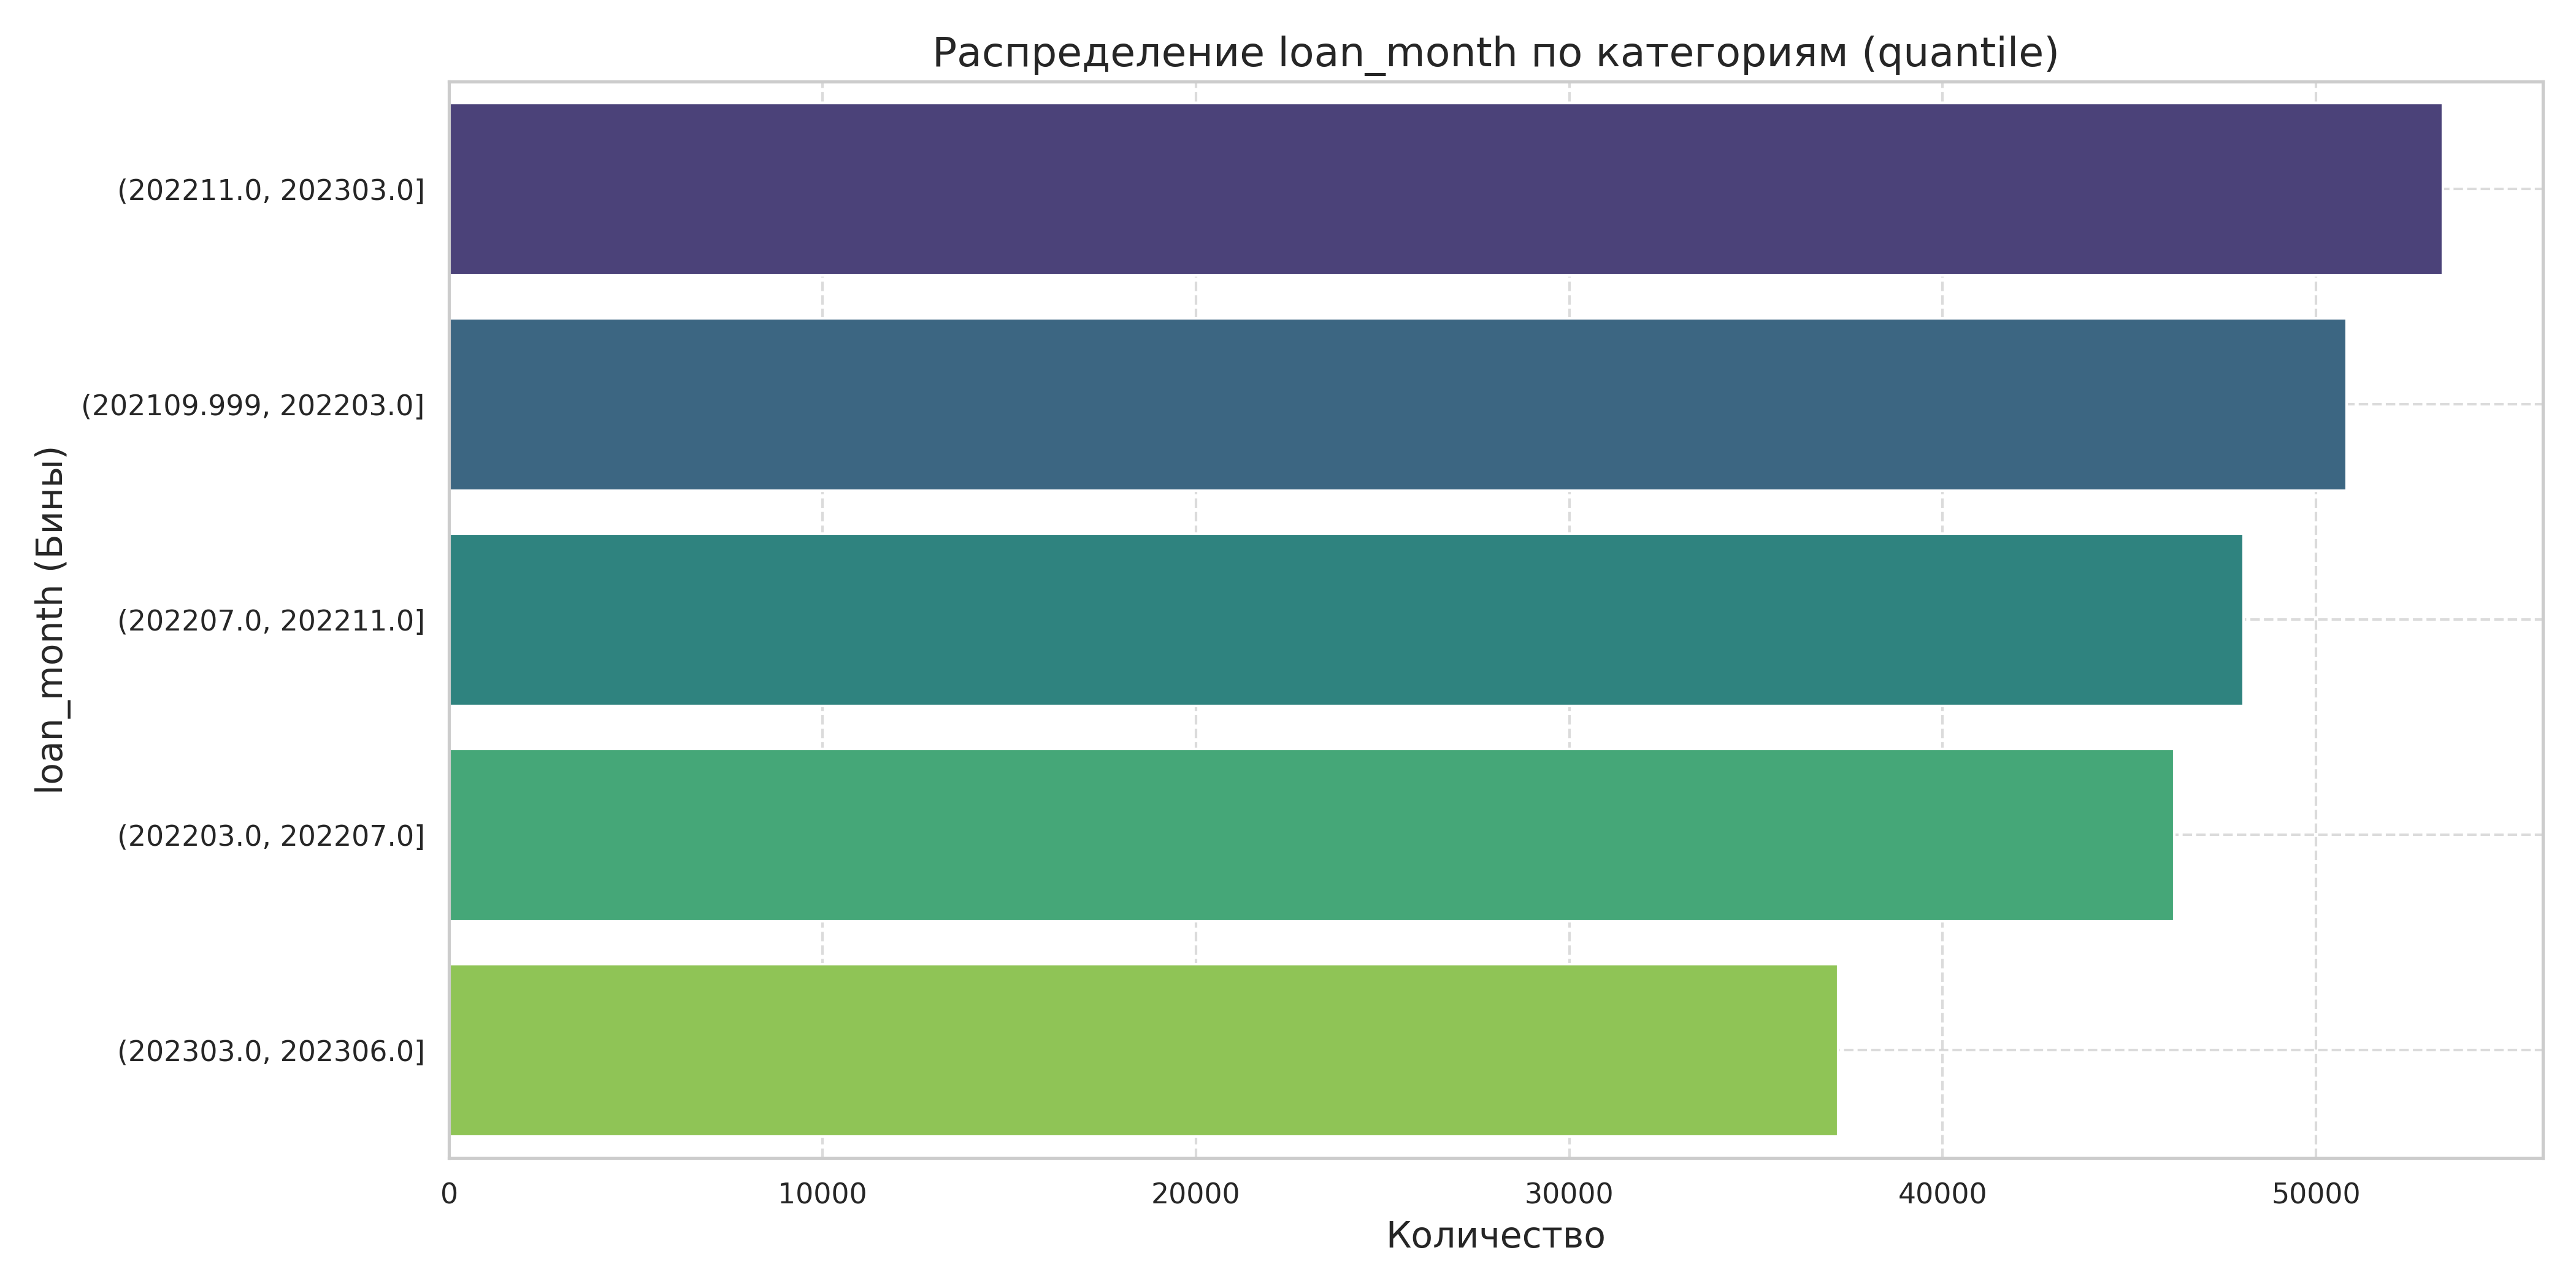 Распределение loan_month по категориям (quantile)
loan_month (Бины)
(202211.0, 202303.0]
(202109.999, 202203.0]
(202207.0, 202211.0]
(202203.0, 202207.0]
(202303.0, 202306.0]
0 10000 20000 30000 40000 50000
Количество